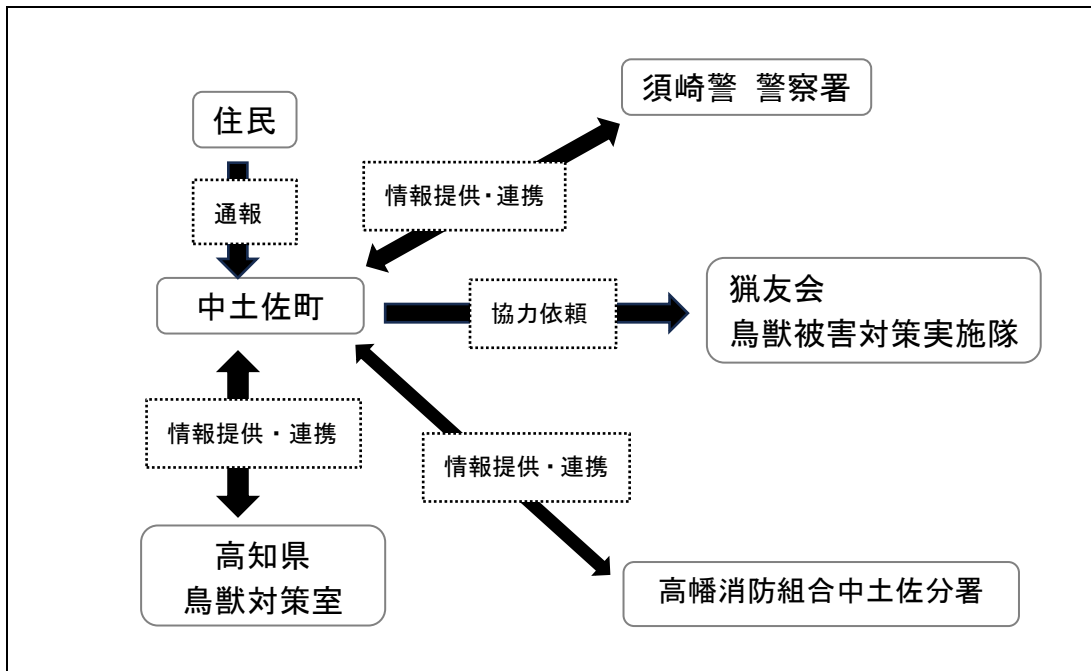 須崎警 警察署
住民
情報提供・連携
通報
猟友会
鳥獣被害対策実施隊
中土佐町
協力依頼
情報提供・連携
情報提供・連携
高知県
鳥獣対策室
高幡消防組合中土佐分署